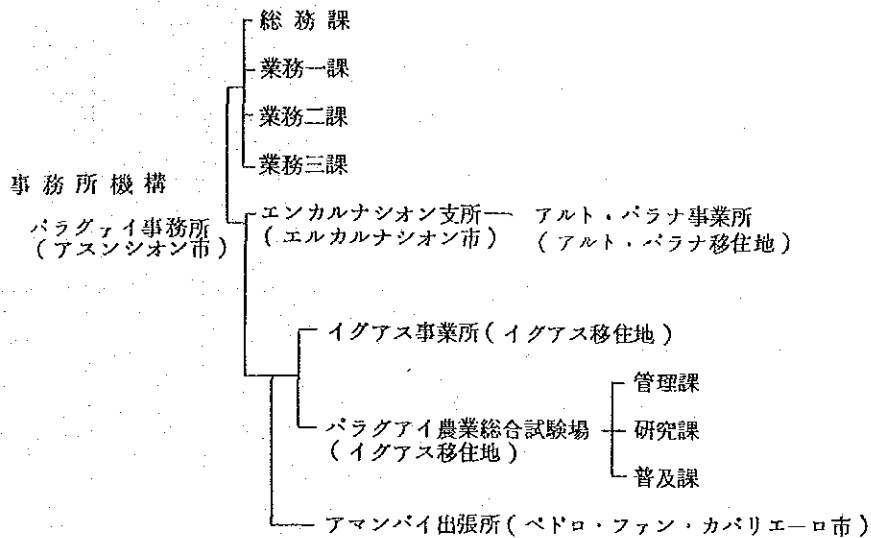 総務課
業務一課
業務二課
業務三課
事務所機構
パラグァイ事務所
(アスンシオン市)
エンカルナシオン支所
(エルカルナシオン市)
アルト・パラナ事業所
(アルト・パラナ移住地)
イグアス事業所(イグアス移住地)
パラグアイ農業総合試験場
(イグアス移住地)
管理課
研究課
普及課
アマンバイ出張所(ペドロ・ファン・カバリエーロ市)